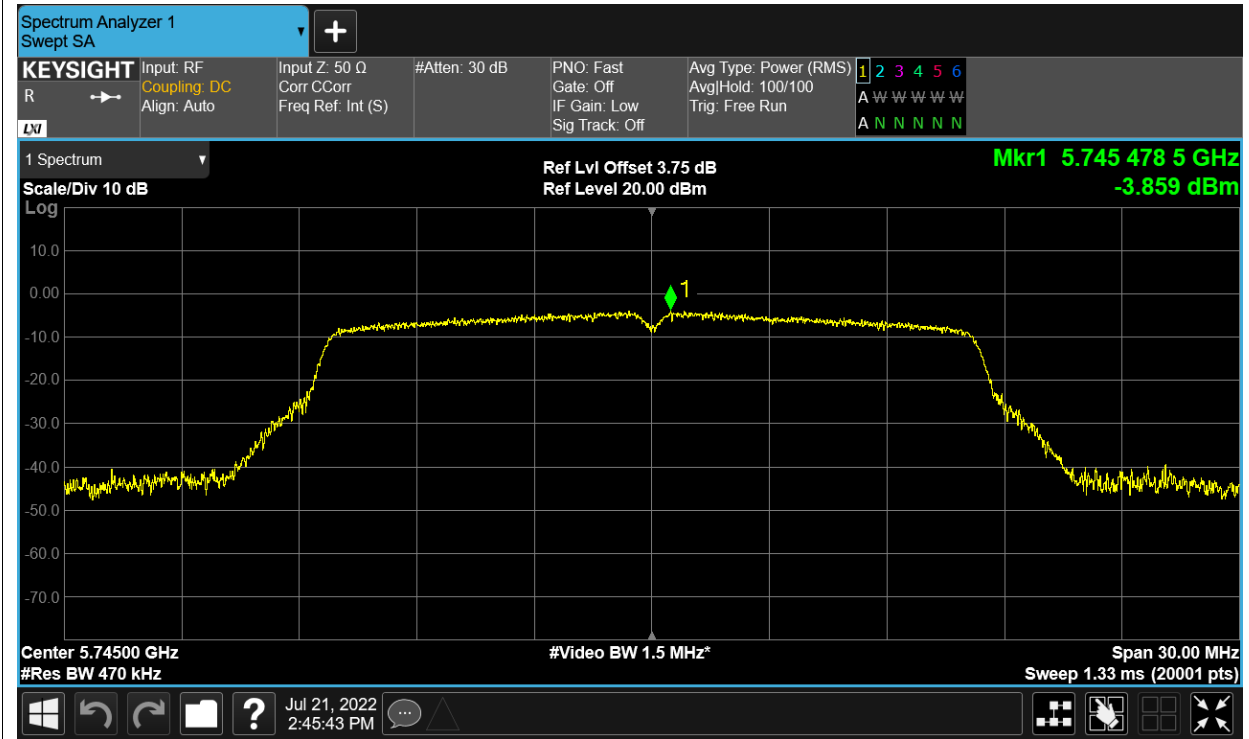 Spectrum Analyzer 1
Swept SA
+
KEYSIGHT
R
LXI
Input: RF
Coupling: DC
Align: Auto
Input Z: 50 Ω
Corr CCorr
Freq Ref: Int (S)
#Atten: 30 dB
PNO: Fast
Gate: Off
IF Gain: Low
Sig Track: Off
Avg Type: Power (RMS)
Avg|Hold: 100/100
Trig: Free Run
1 2 3 4 5 6
A W W W W W
A N N N N N
1 Spectrum
Scale/Div 10 dB
Log
Ref Lvl Offset 3.75 dB
Ref Level 20.00 dBm
Mkr1 5.745 478 5 GHz
-3.859 dBm
10.0
0.00
-10.0
-20.0
-30.0
-40.0
-50.0
-60.0
-70.0
1
Center 5.74500 GHz
#Res BW 470 kHz
#Video BW 1.5 MHz*
Span 30.00 MHz
Sweep 1.33 ms (20001 pts)
?
Jul 21, 2022
2:45:43 PM